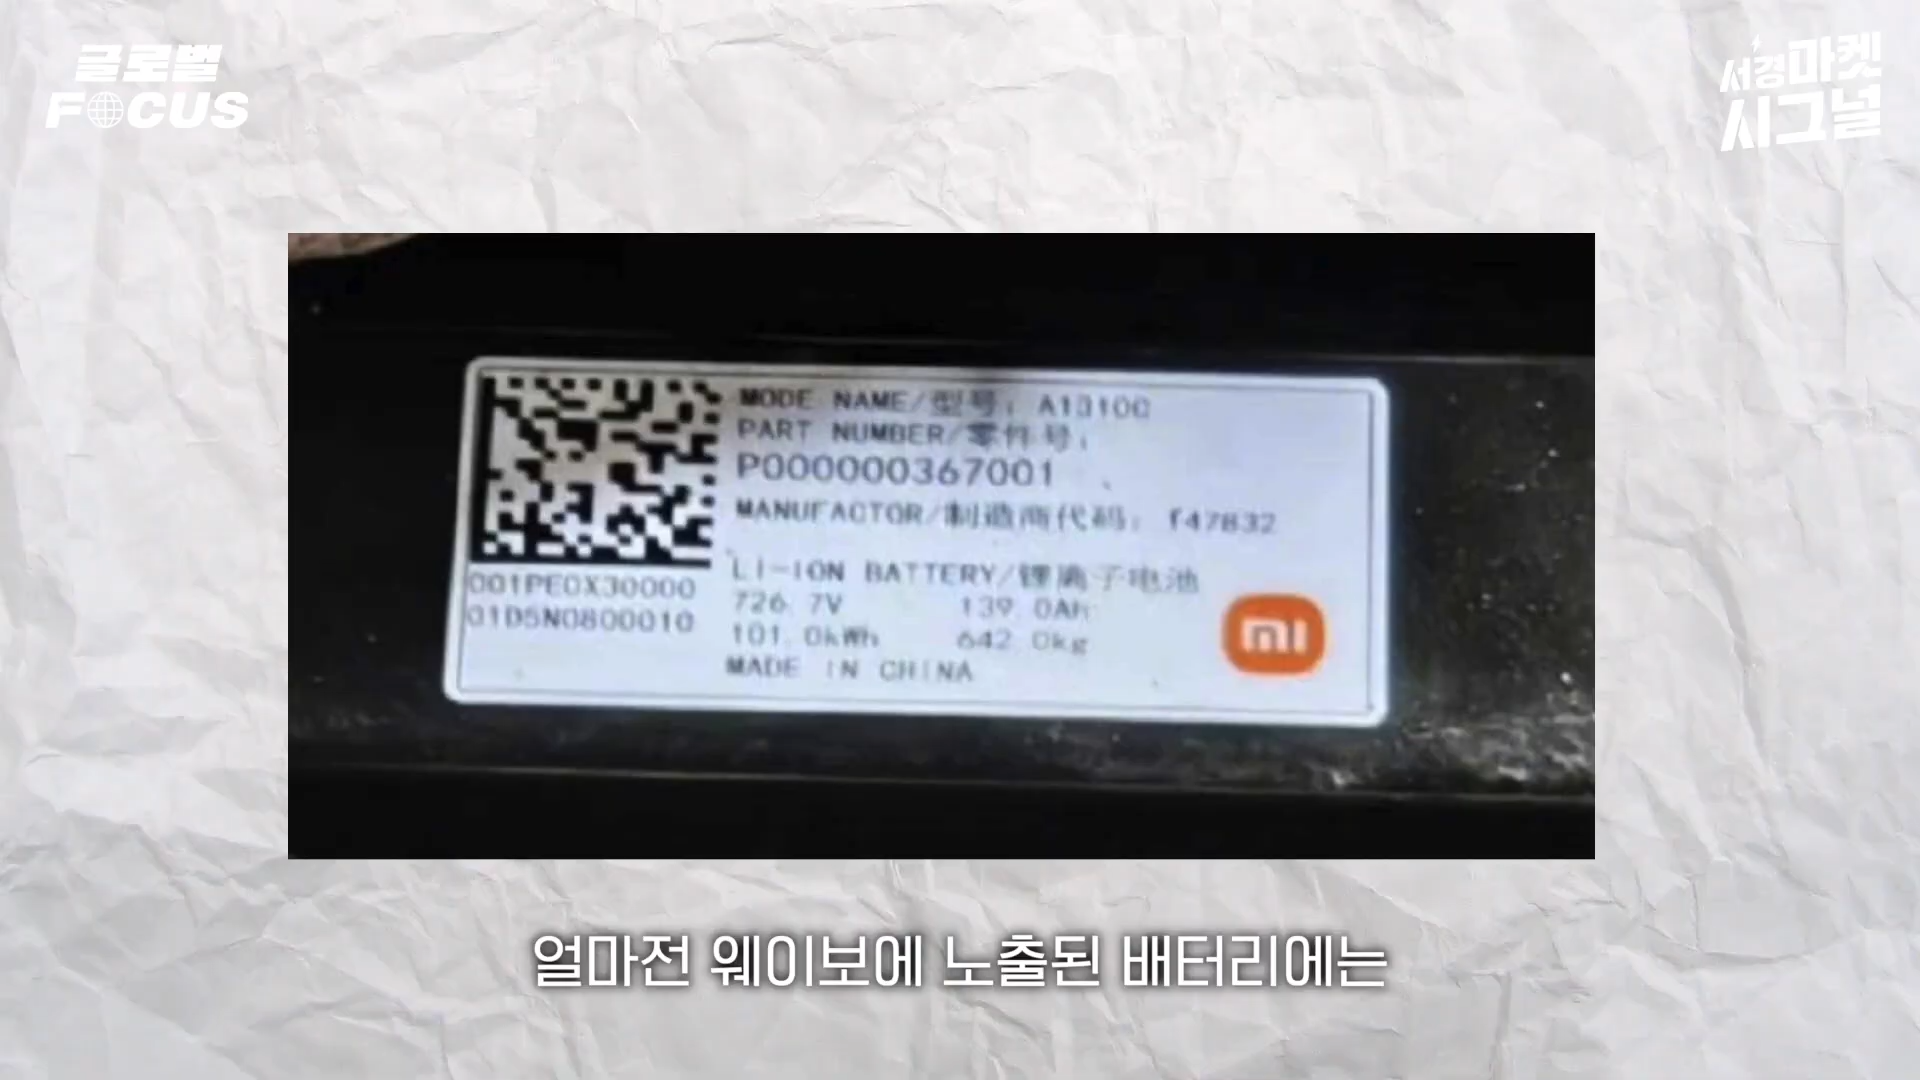 글로벌
FOCUS
서경마켓
시그널
MODE NAME/型号: A1310C
PART NUMBER/零件号:
P000000367001
MANUFACTOR/制造商代码: f47832
LI-ION BATTERY/锂离子电池
726.7V 139.0Ah
101.0kWh 642.0kg
MADE IN CHINA
001PE0X30000
01D5N0800010
mi
얼마전 웨이보에 노출된 배터리에는